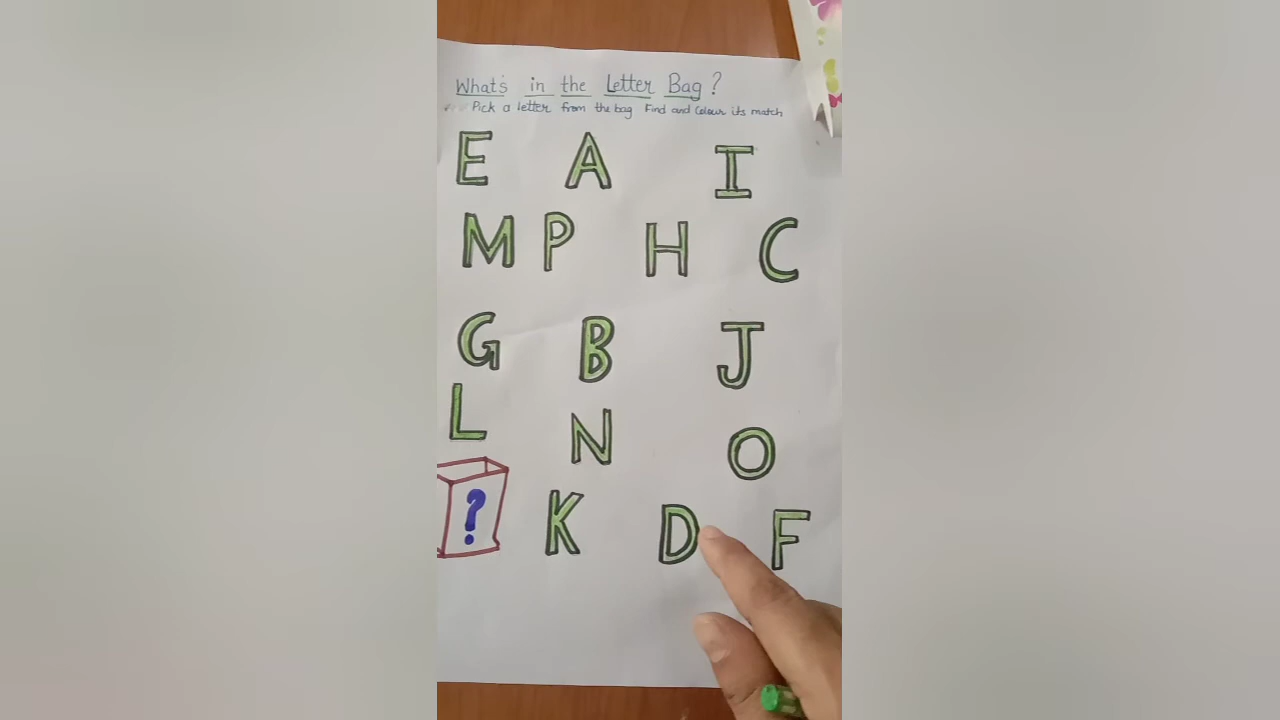 What's in the Letter Bag?
Pick a letter from the bag Find and Colour its match
E A I
M P H C
G B J
L N O
? K D F